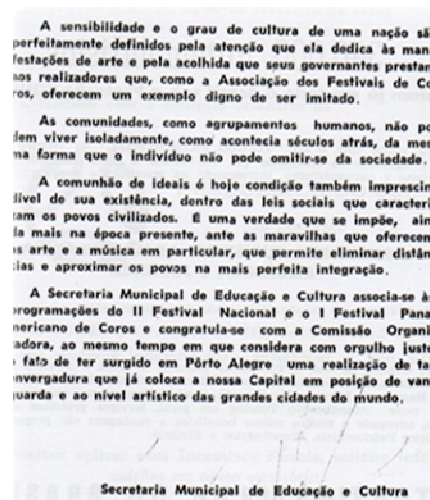 A sensibilidade e o grau de cultura de uma nação sã
perfeitamente definidos pela atenção que ela dedica às man
festações de arte e pela acolhida que seus governantes prestan
aos realizadores que, como a Associação dos Festivais de Co
ros, oferecem um exemplo digno de ser imitado.
As comunidades, como agrupamentos humanos, não po
dem viver isoladamente, como acontecia séculos atrás, da mes
ma forma que o indivíduo não pode omitir-se da sociedade.
A comunhão de ideais é hoje condição também imprescin
dível de sua existência, dentro das leis sociais que caracteri
zam os povos civilizados. É uma verdade que se impõe, ain
da mais na época presente, ante as maravilhas que oferecem
as arte e a música em particular, que permite eliminar distân
cias e aproximar os povos na mais perfeita integração.
A Secretaria Municipal de Educação e Cultura associa-se à
programações do II Festival Nacional e o I Festival Pana
mericano de Coros e congratula-se com a Comissão Organi
zadora, ao mesmo tempo em que considera com orgulho juste
o fato de ter surgido em Pôrto Alegre uma realização de ta
envergadura que já coloca a nossa Capital em posição de van
guarda e ao nível artístico das grandes cidades do mundo.
Secretaria Municipal de Educação e Cultura